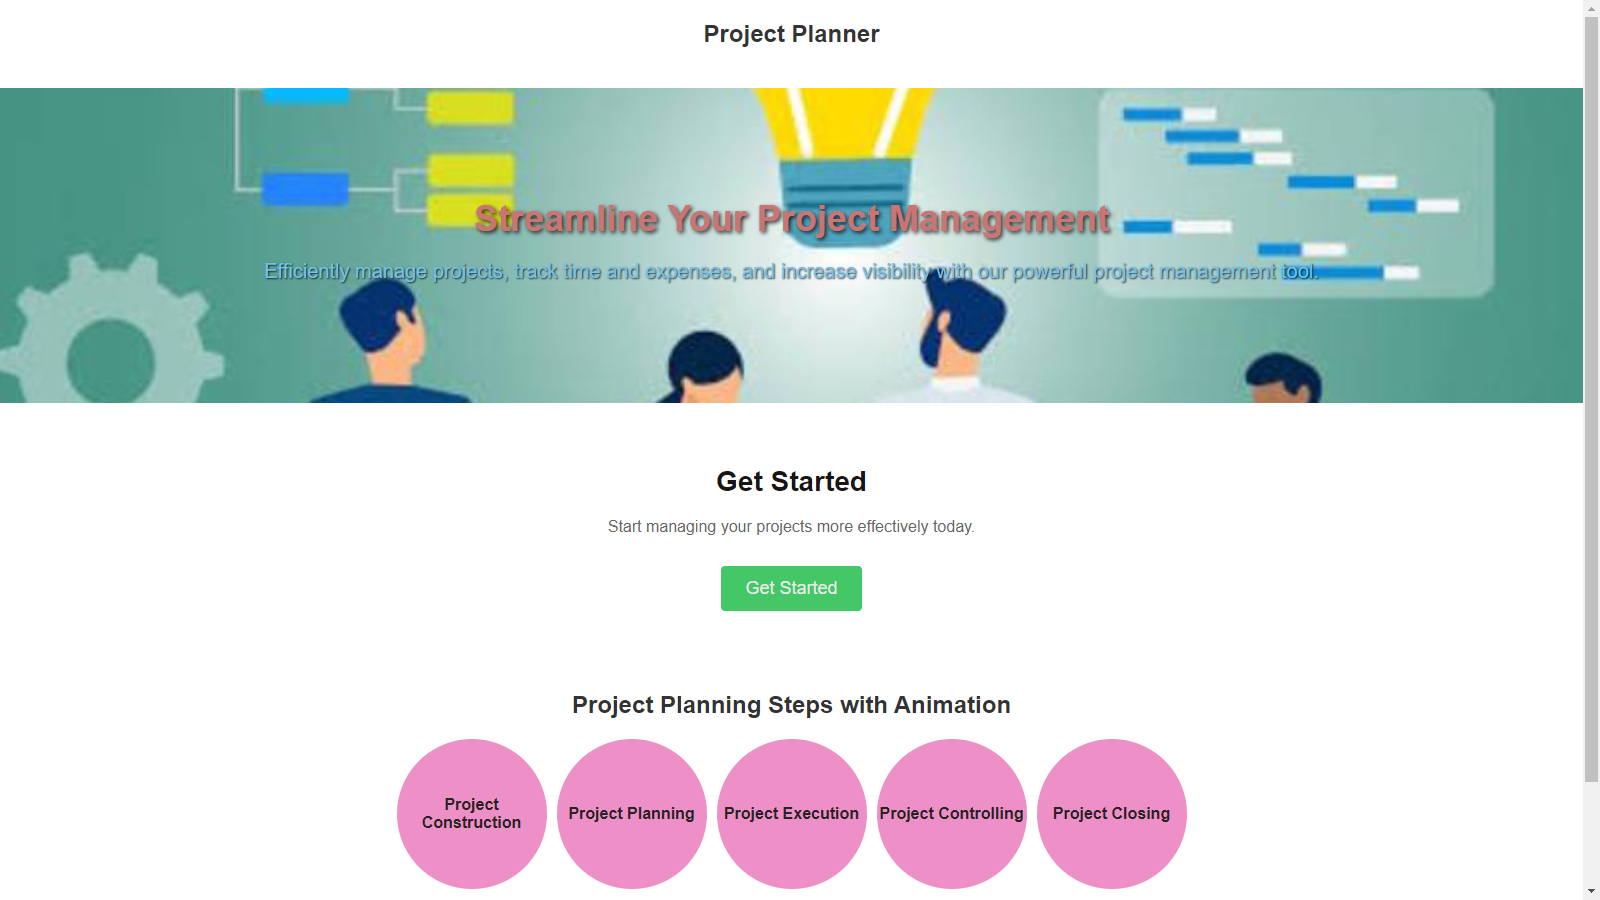 Project Planner
Streamline Your Project Management
Efficiently manage projects, track time and expenses, and increase visibility with our powerful project management tool.
Get Started
Start managing your projects more effectively today.
Get Started
Project Planning Steps with Animation
Project
Construction
Project Planning
Project Execution
Project Controlling
Project Closing